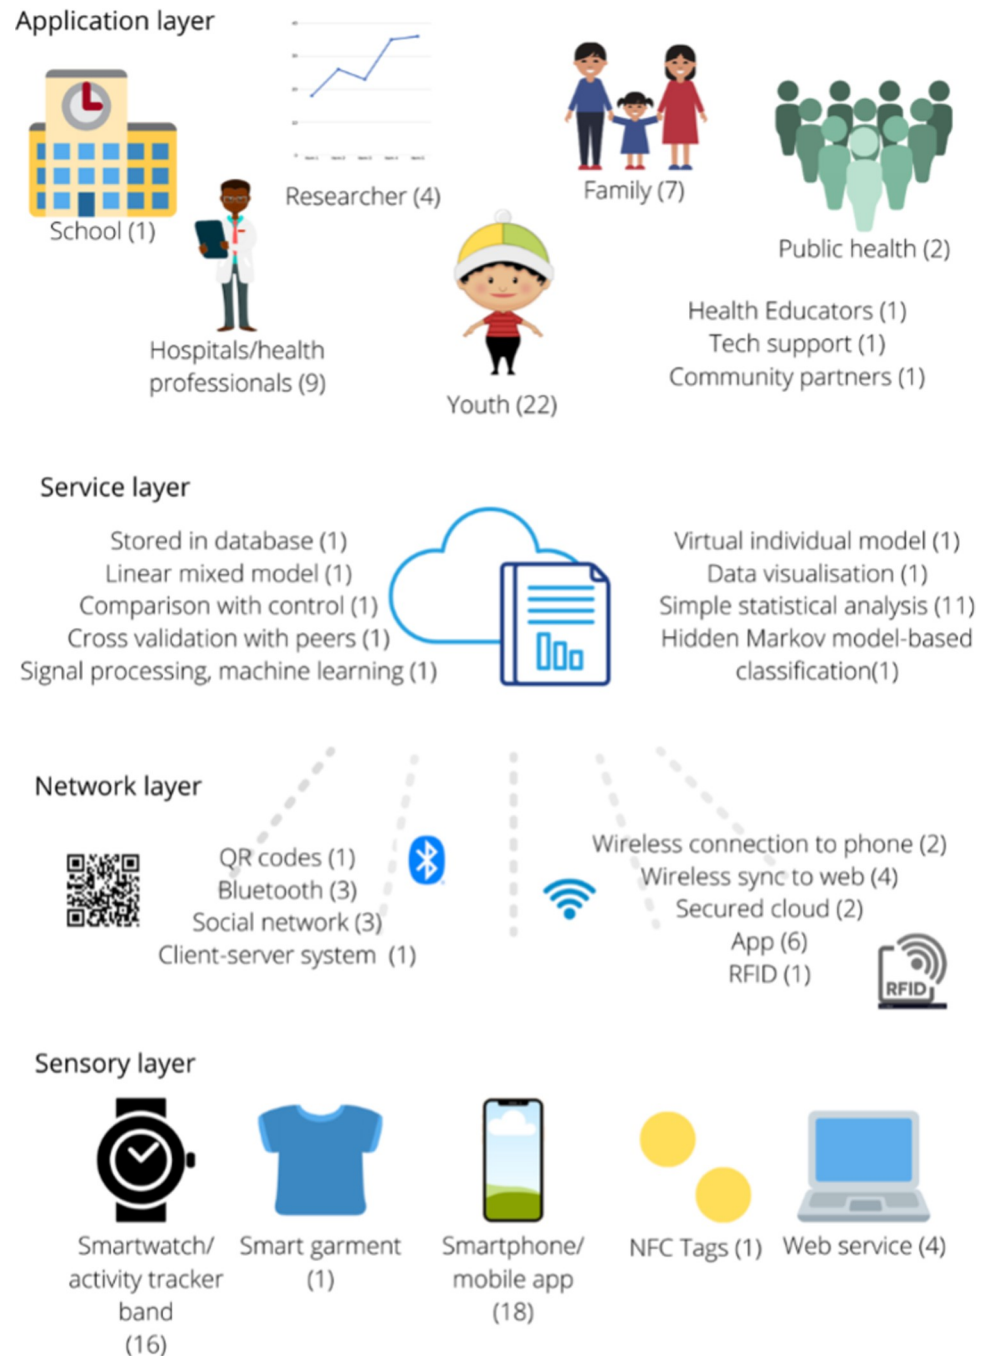 Application layer
School (1)
Researcher (4)
Family (7)
Public health (2)
Hospitals/health
professionals (9)
Youth (22)
Health Educators (1)
Tech support (1)
Community partners (1)
Service layer
Stored in database (1)
Linear mixed model (1)
Comparison with control (1)
Cross validation with peers (1)
Signal processing, machine learning (1)
Virtual individual model (1)
Data visualisation (1)
Simple statistical analysis (11)
Hidden Markov model-based
classification(1)
Network layer
QR codes (1)
Bluetooth (3)
Social network (3)
Client-server system (1)
Wireless connection to phone (2)
Wireless sync to web (4)
Secured cloud (2)
App (6)
RFID (1)
RFID
Sensory layer
Smartwatch/
activity tracker
band
(16)
Smart garment
(1)
Smartphone/
mobile app
(18)
NFC Tags (1)
Web service (4)